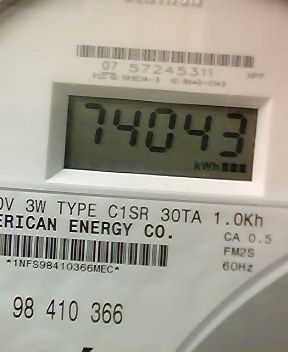 07 57245311
74043
kWh
0V 3W TYPE C1SR 30TA 1.0Kh
ERICAN ENERGY CO.
CA 0.5
FM2S
60Hz
*1NFS98410366MEC*
98 410 366